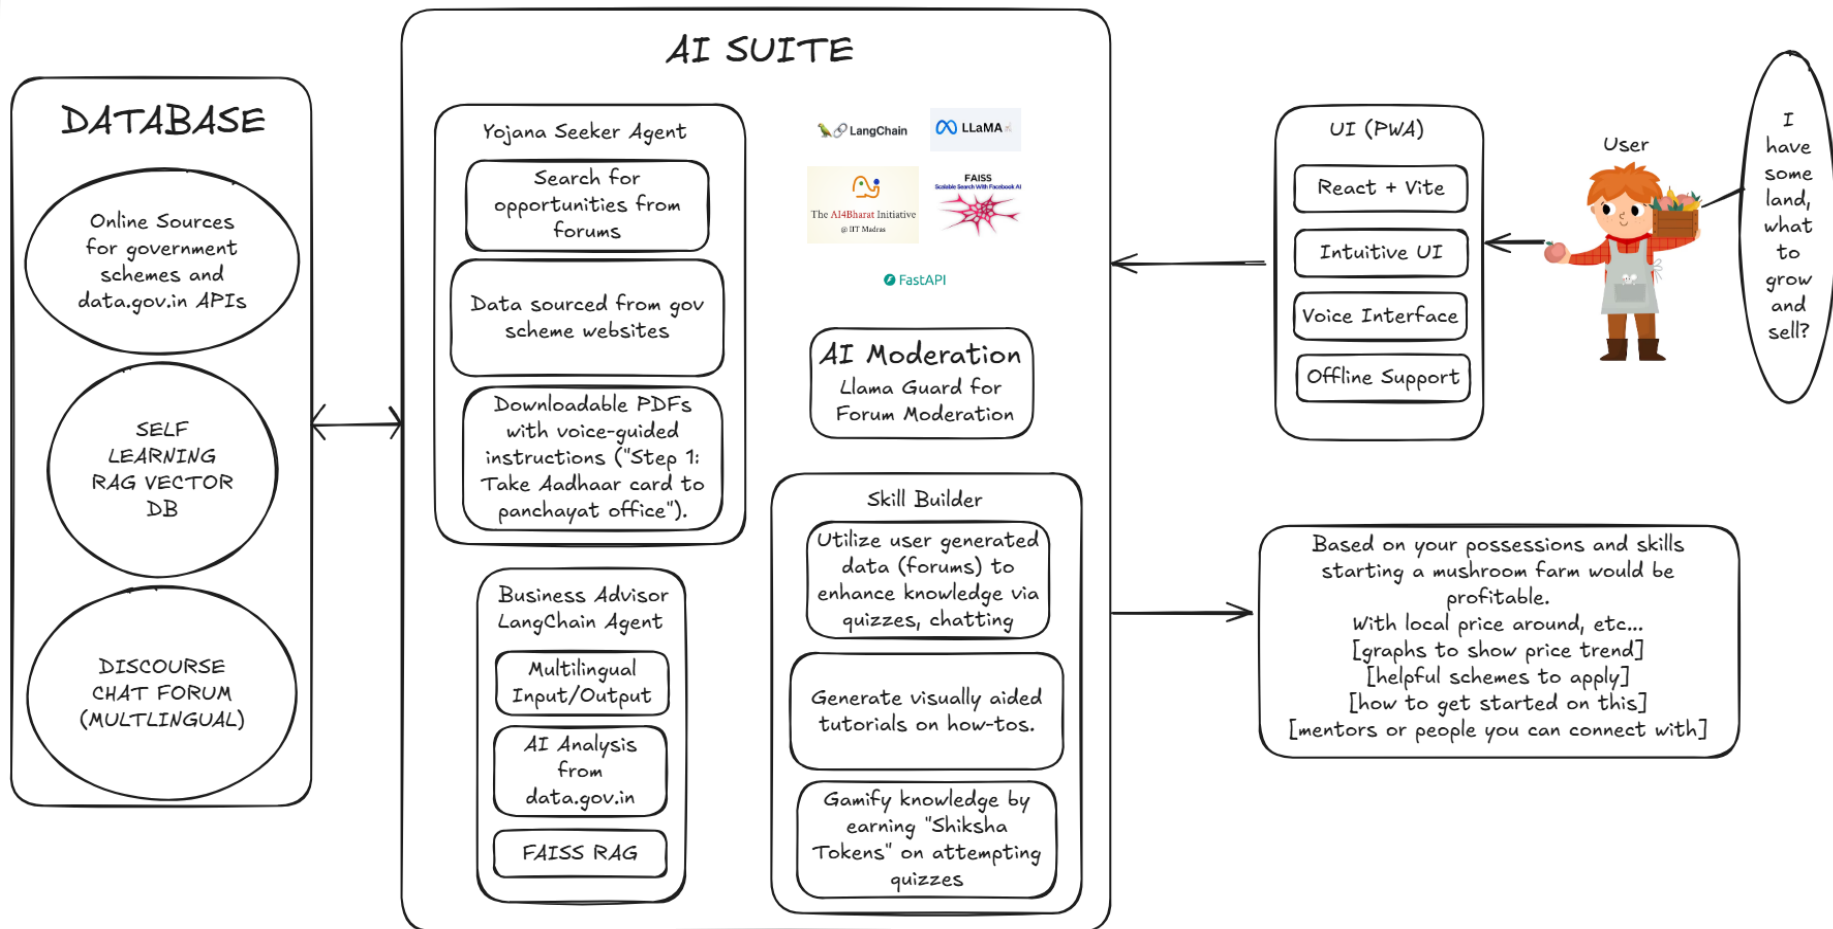 DATABASE
Online Sources
for government
schemes and
data.gov.in APIs
SELF
LEARNING
RAG VECTOR
DB
DISCOURSE
CHAT FORUM
(MULTLINGUAL)
AI SUITE
Yojana Seeker Agent
Search for
opportunities from
forums
Data sourced from gov
scheme websites
Downloadable PDFs
with voice-guided
instructions ("Step 1:
Take Aadhaar card to
panchayat office").
Business Advisor
LangChain Agent
Multilingual
Input/Output
AI Analysis
from
data.gov.in
FAISS RAG
LangChain
LLaMA
The AI4Bharat Initiative
@ IIT Madras
FAISS
Scalable Search With Facebook AI
FastAPI
AI Moderation
Llama Guard for
Forum Moderation
Skill Builder
Utilize user generated
data (forums) to
enhance knowledge via
quizzes, chatting
Generate visually aided
tutorials on how-tos.
Gamify knowledge by
earning "Shiksha
Tokens" on attempting
quizzes
UI (PWA)
React + Vite
Intuitive UI
Voice Interface
Offline Support
User
I
have
some
land,
what
to
grow
and
sell?
Based on your possessions and skills
starting a mushroom farm would be
profitable.
With local price around, etc...
[graphs to show price trend]
[helpful schemes to apply]
[how to get started on this]
[mentors or people you can connect with]